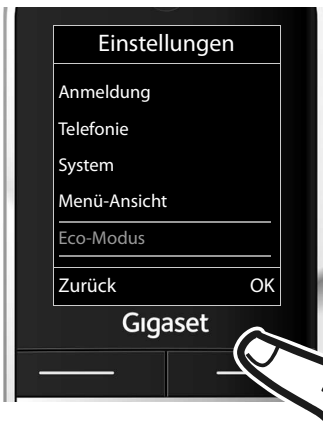 Einstellungen
Anmeldung
Telefonie
System
Menü-Ansicht
Eco-Modus
Zurück OK
Gigaset